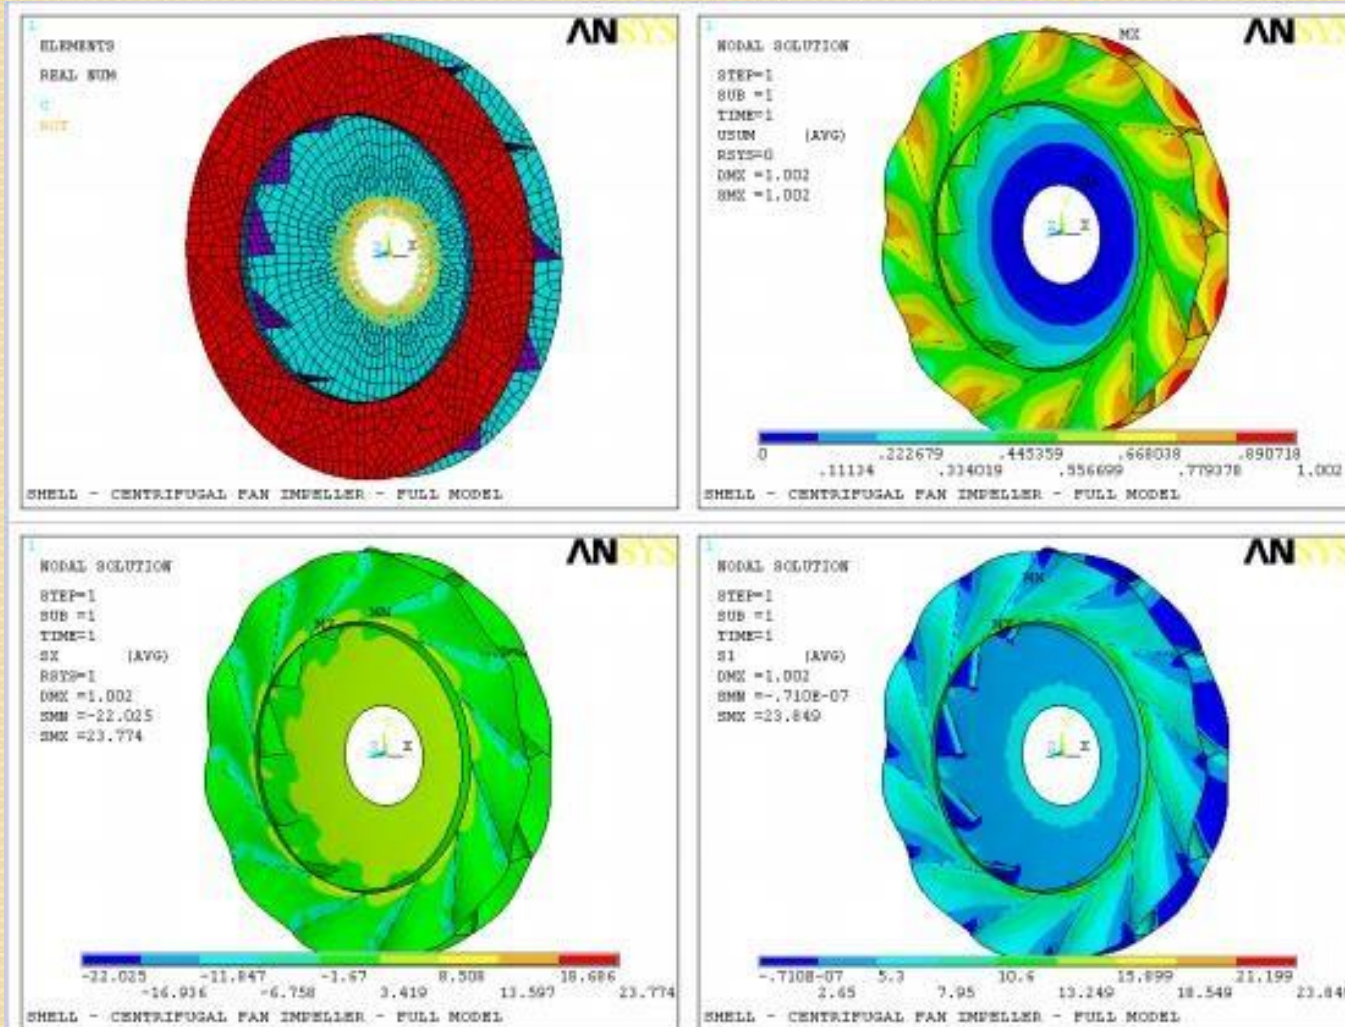 1
ANSYS
ELEMENTS
REAL NUM
U
ROT
Z
X
SHELL - CENTRIFUGAL FAN IMPELLER - FULL MODEL
1
ANSYS
MX
NODAL SOLUTION
STEP=1
SUB =1
TIME=1
USUM (AVG)
RSYS=0
DMX =1.002
SMX =1.002
X
0 .222679 .445359 .668038 .890718
.11134 .334019 .556699 .779378 1.002
SHELL - CENTRIFUGAL FAN IMPELLER - FULL MODEL
1
ANSYS
NODAL SOLUTION
STEP=1
SUB =1
TIME=1
SX (AVG)
RSYS=1
DMX =1.002
SMN =-22.025
SMX =23.774
MX MN
X
-22.025 -11.847 -1.67 8.508 18.686
-16.936 -6.758 3.419 13.597 23.774
SHELL - CENTRIFUGAL FAN IMPELLER - FULL MODEL
1
ANSYS
NODAL SOLUTION
STEP=1
SUB =1
TIME=1
S1 (AVG)
DMX =1.002
SMN =-.710E-07
SMX =23.849
X
-.710E-07 5.3 10.6 15.899 21.199
2.65 7.95 13.249 18.549 23.849
SHELL - CENTRIFUGAL FAN IMPELLER - FULL MODEL